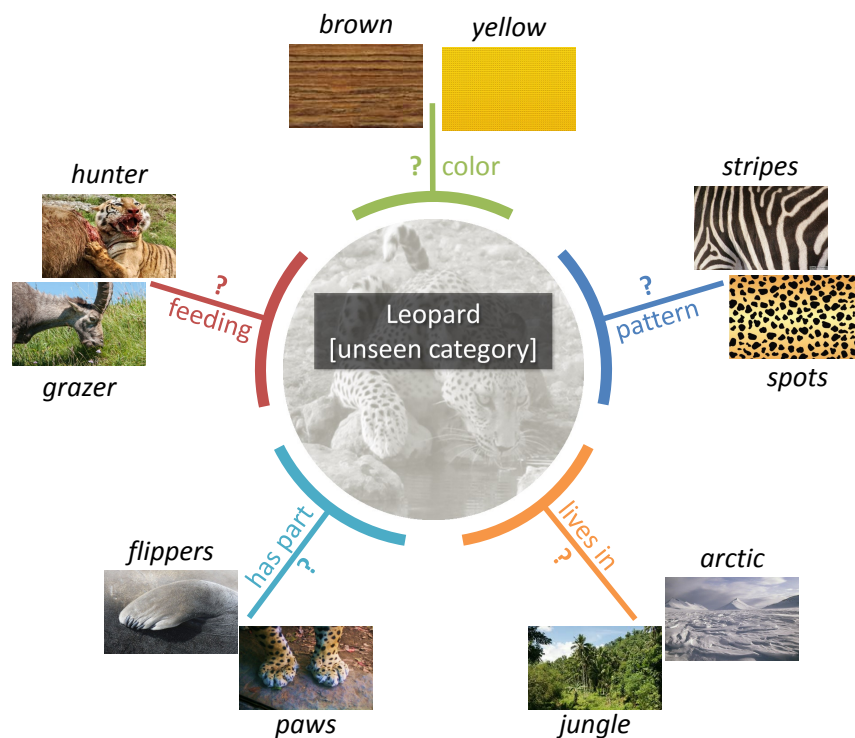 brown
yellow
? color
hunter
stripes
? feeding
? pattern
grazer
spots
Leopard
[unseen category]
flippers
has part ?
lives in ?
arctic
paws
jungle